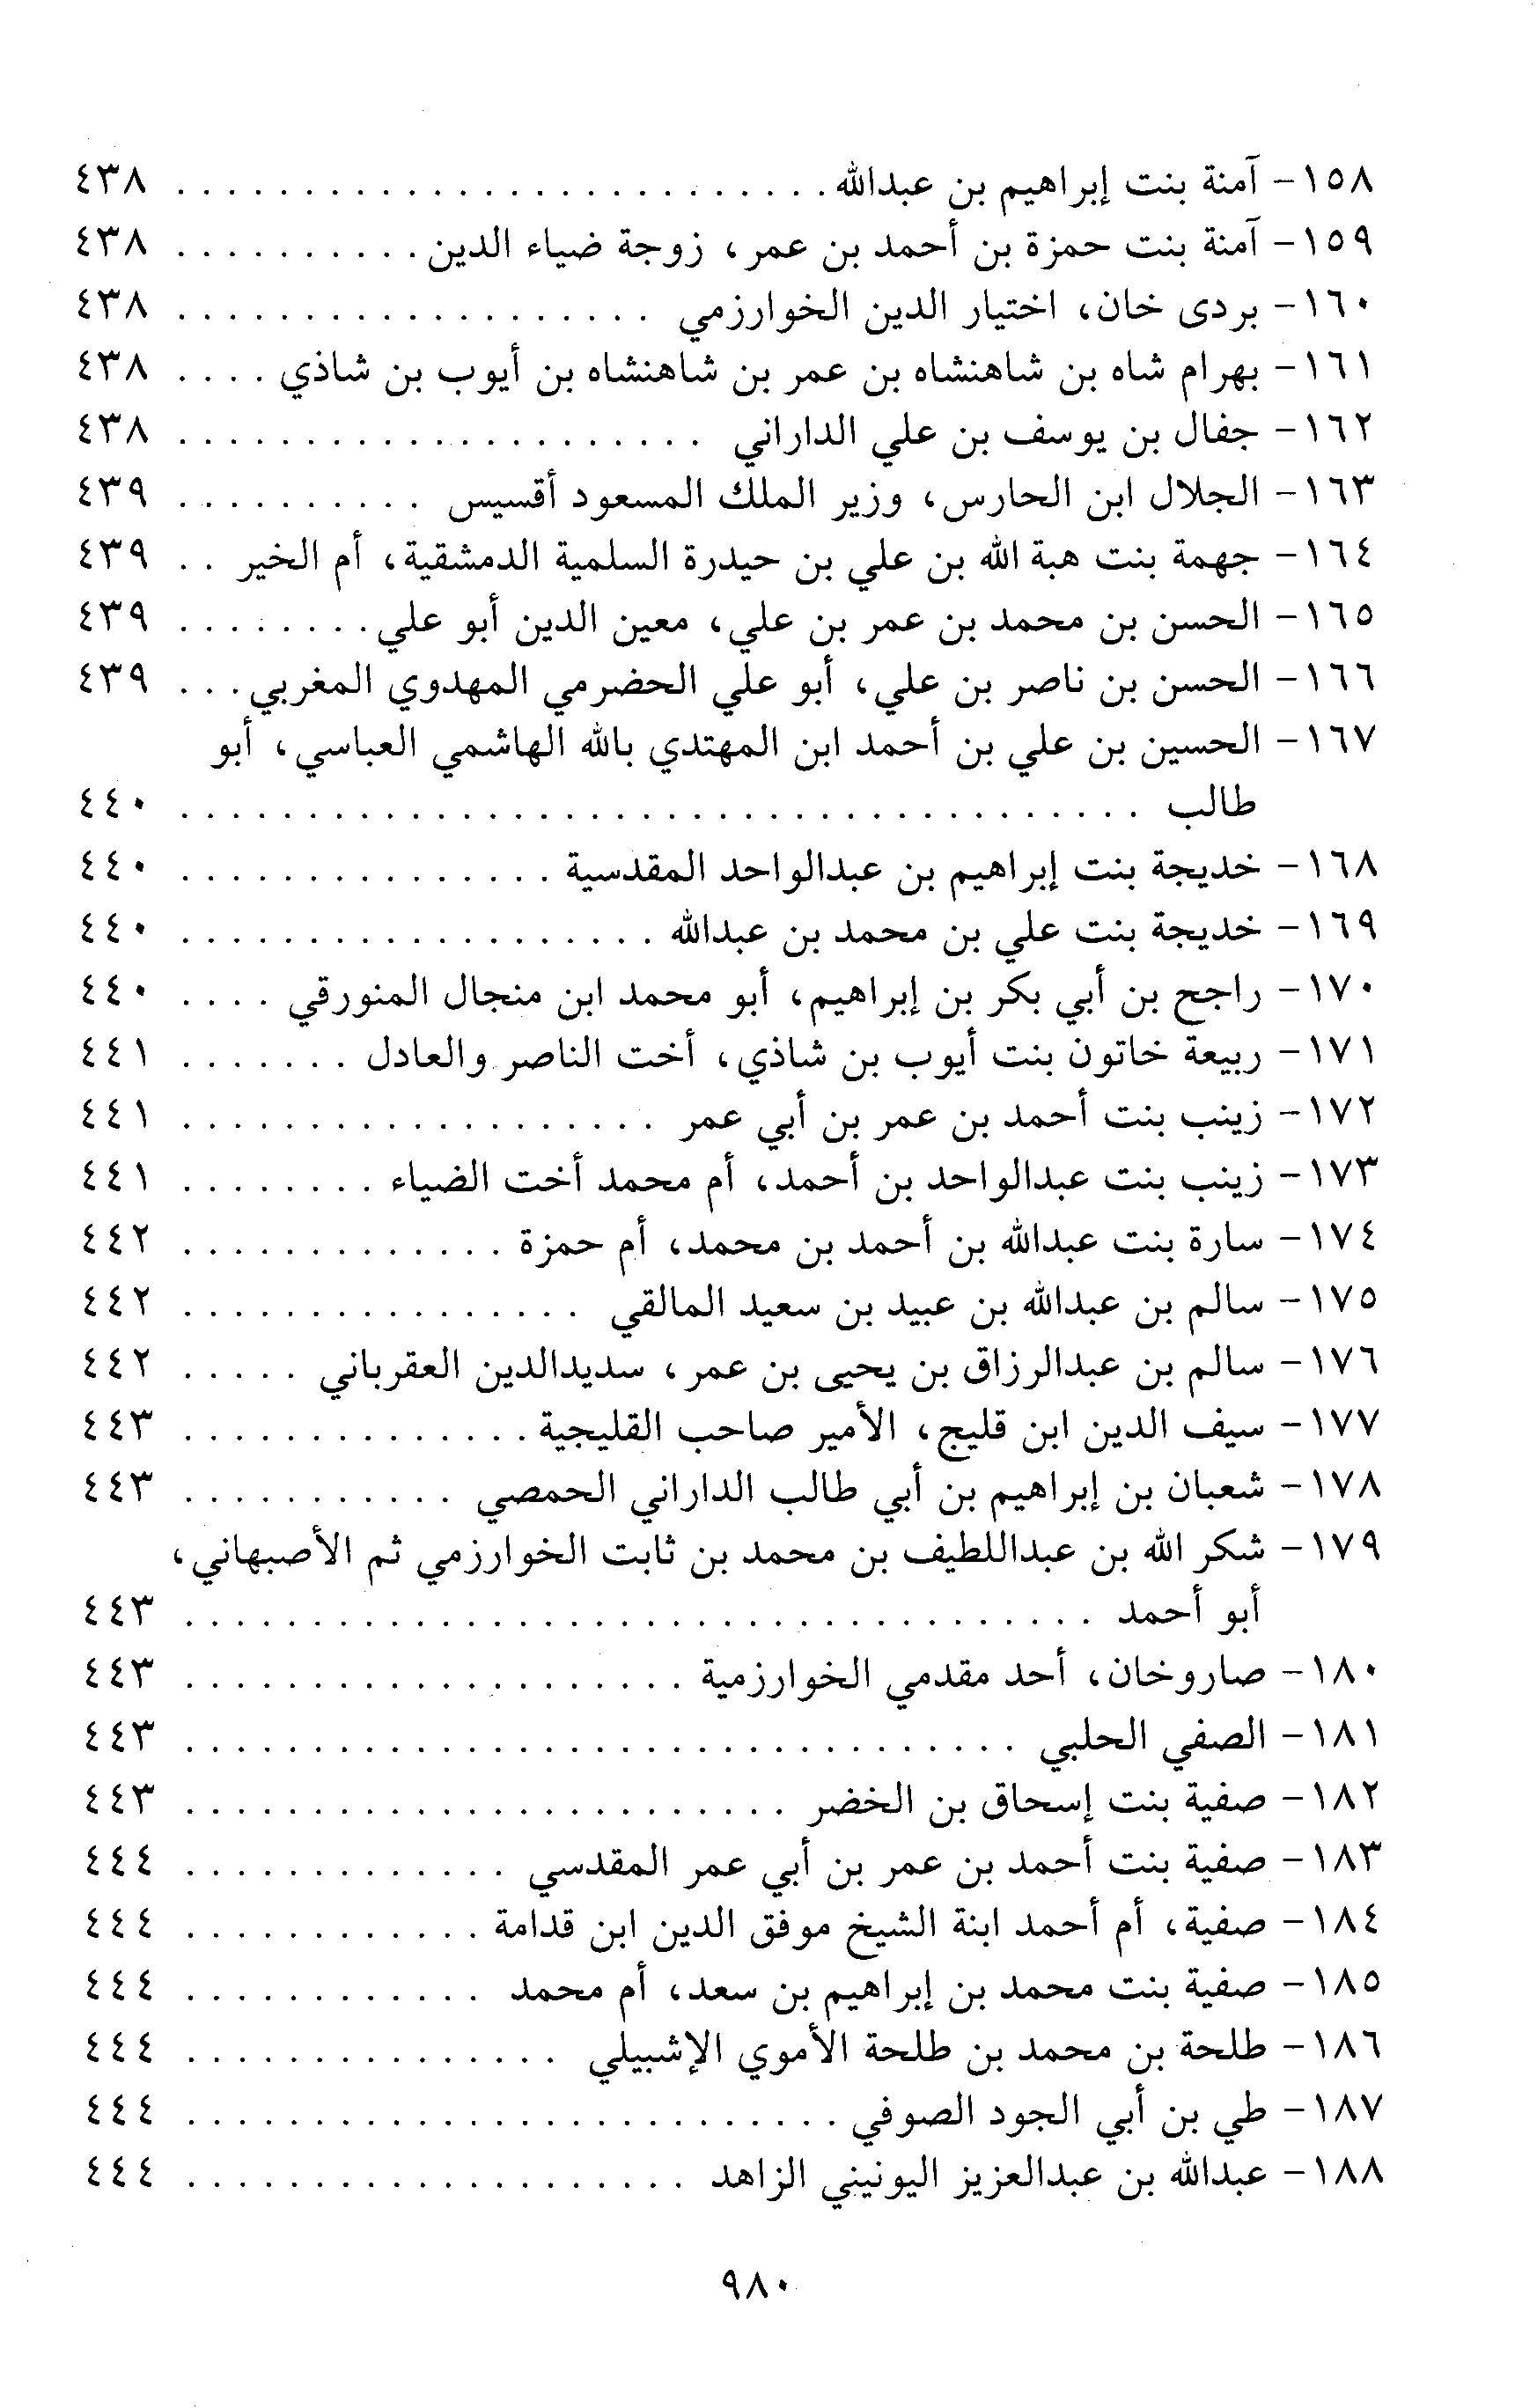 ١٥٨- آمنة بنت إبراهيم بن عبدالله . . . . . . . . . . . . . . . . . . . . . . . . . . ٤٣٨
١٥٩- آمنة بنت حمزة بن أحمد بن عمر، زوجة ضياء الدين . . . . . . . . . . ٤٣٨
١٦٠- بردى خان، اختيار الدين الخوارزمي . . . . . . . . . . . . . . . . . . . ٤٣٨
١٦١- بهرام شاه بن شاهنشاه بن عمر بن شاهنشاه بن أيوب بن شاذي . . . . ٤٣٨
١٦٢- جفال بن يوسف بن علي الداراني . . . . . . . . . . . . . . . . . . . . . ٤٣٨
١٦٣- الجلال ابن الحارس، وزير الملك المسعود أقسيس . . . . . . . . . . ٤٣٩
١٦٤- جهمة بنت هبة الله بن علي بن حيدرة السلمية الدمشقية، أم الخير . . ٤٣٩
١٦٥- الحسن بن محمد بن عمر بن علي، معين الدين أبو علي . . . . . . . . ٤٣٩
١٦٦- الحسن بن ناصر بن علي، أبو علي الحضرمي المهدوي المغربي . . . ٤٣٩
١٦٧- الحسين بن علي بن أحمد ابن المهتدي بالله الهاشمي العباسي، أبو
طالب . . . . . . . . . . . . . . . . . . . . . . . . . . . . . . . . . . . . . . ٤٤٠
١٦٨- خديجة بنت إبراهيم بن عبدالواحد المقدسية . . . . . . . . . . . . . . . ٤٤٠
١٦٩- خديجة بنت علي بن محمد بن عبدالله . . . . . . . . . . . . . . . . . . . ٤٤٠
١٧٠- راجح بن أبي بكر بن إبراهيم، أبو محمد ابن منجال المنورقي . . . . ٤٤٠
١٧١- ربيعة خاتون بنت أيوب بن شاذي، أخت الناصر والعادل . . . . . . . ٤٤١
١٧٢- زينب بنت أحمد بن عمر بن أبي عمر . . . . . . . . . . . . . . . . . . . ٤٤١
١٧٣- زينب بنت عبدالواحد بن أحمد، أم محمد أخت الضياء . . . . . . . . ٤٤١
١٧٤- سارة بنت عبدالله بن أحمد بن محمد، أم حمزة . . . . . . . . . . . . . ٤٤٢
١٧٥- سالم بن عبدالله بن عبيد بن سعيد المالقي . . . . . . . . . . . . . . . . ٤٤٢
١٧٦- سالم بن عبدالرزاق بن يحيى بن عمر، سديدالدين العقرباني . . . . . ٤٤٢
١٧٧- سيف الدين ابن قليج، الأمير صاحب القليجية . . . . . . . . . . . . . . ٤٤٣
١٧٨- شعبان بن إبراهيم بن أبي طالب الداراني الحمصي . . . . . . . . . . . ٤٤٣
١٧٩- شكر الله بن عبداللطيف بن محمد بن ثابت الخوارزمي ثم الأصبهاني،
أبو أحمد . . . . . . . . . . . . . . . . . . . . . . . . . . . . . . . . . . . . ٤٤٣
١٨٠- صاروخان، أحد مقدمي الخوارزمية . . . . . . . . . . . . . . . . . . . . ٤٤٣
١٨١- الصفي الحلبي . . . . . . . . . . . . . . . . . . . . . . . . . . . . . . . . . ٤٤٣
١٨٢- صفية بنت إسحاق بن الخضر . . . . . . . . . . . . . . . . . . . . . . . . ٤٤٣
١٨٣- صفية بنت أحمد بن عمر بن أبي عمر المقدسي . . . . . . . . . . . . . ٤٤٤
١٨٤- صفية، أم أحمد ابنة الشيخ موفق الدين ابن قدامة . . . . . . . . . . . . ٤٤٤
١٨٥- صفية بنت محمد بن إبراهيم بن سعد، أم محمد . . . . . . . . . . . . ٤٤٤
١٨٦- طلحة بن محمد بن طلحة الأموي الإشبيلي . . . . . . . . . . . . . . . ٤٤٤
١٨٧- طي بن أبي الجود الصوفي . . . . . . . . . . . . . . . . . . . . . . . . . . ٤٤٤
١٨٨- عبدالله بن عبدالعزيز اليونيني الزاهد . . . . . . . . . . . . . . . . . . . . ٤٤٤
٩٨٠